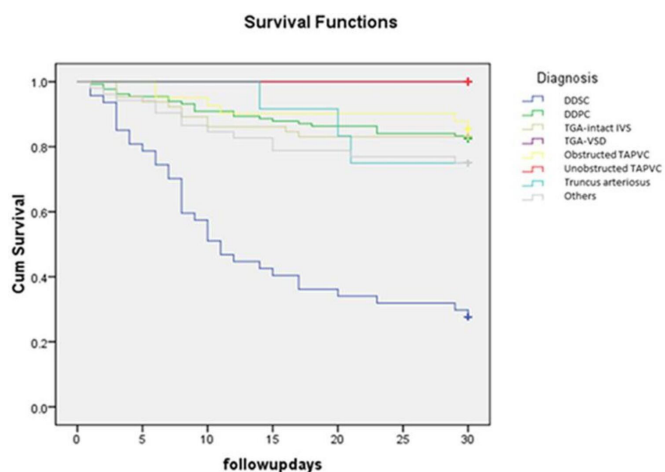 Survival Functions
Cum Survival
1.0
0.8
0.6
0.4
0.2
0.0
0
5
10
15
20
25
30
followupdays
Diagnosis
DDSC
DDPC
TGA-intact IVS
TGA-VSD
Obstructed TAPVC
Unobstructed TAPVC
Truncus arteriosus
Others